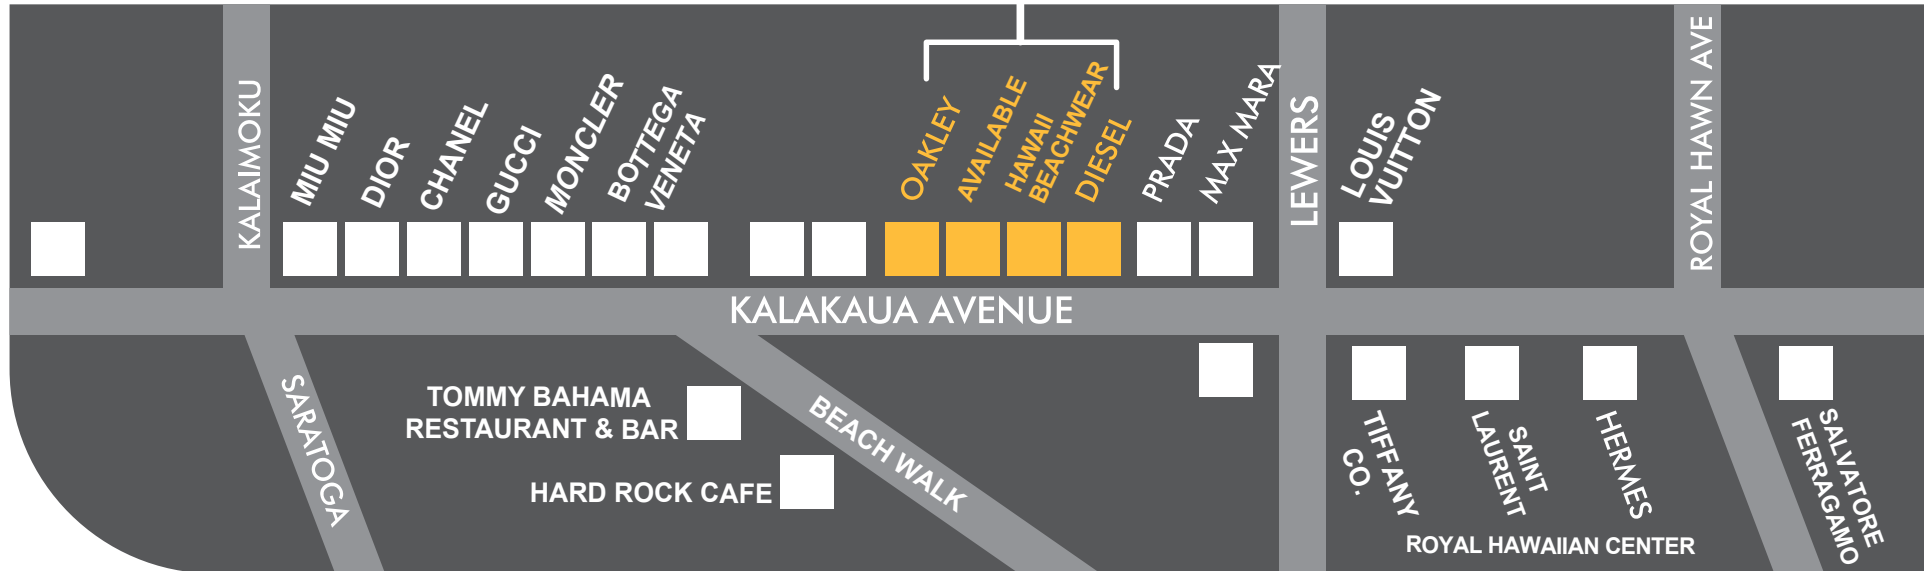 KALAIMOKU
MIU MIU
DIOR
CHANEL
GUCCI
MONCLER
BOTTEGA
VENETA
OAKLEY
AVAILABLE
HAWAII
BEACHWEAR
DIESEL
PRADA
MAX MARA
LEWERS
LOUIS
VUITTON
ROYAL HAWN AVE
KALAKAUA AVENUE
SARATOGA
TOMMY BAHAMA
RESTAURANT & BAR
HARD ROCK CAFE
BEACH WALK
TIFFANY
CO.
SAINT
LAURENT
HERMES
SALVATORE
FERRAGAMO
ROYAL HAWAIIAN CENTER